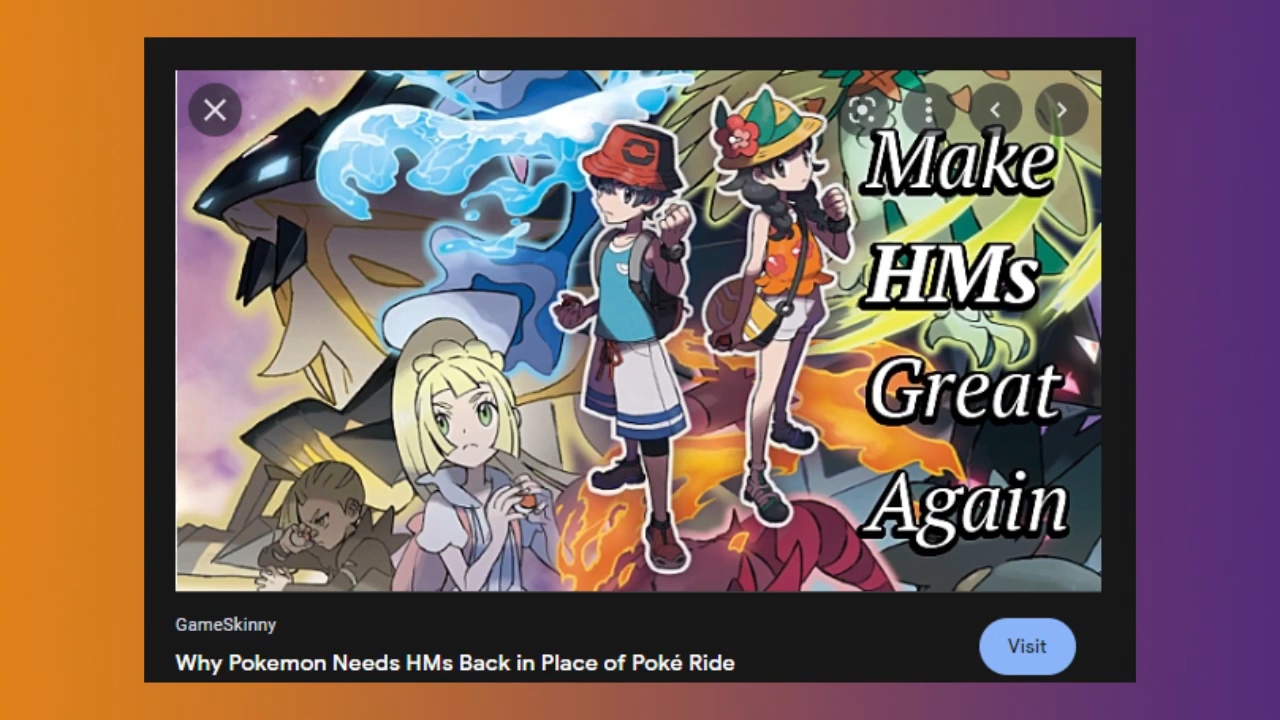 Make
HMs
Great
Again
GameSkinny
Visit
Why Pokemon Needs HMs Back in Place of Poké Ride